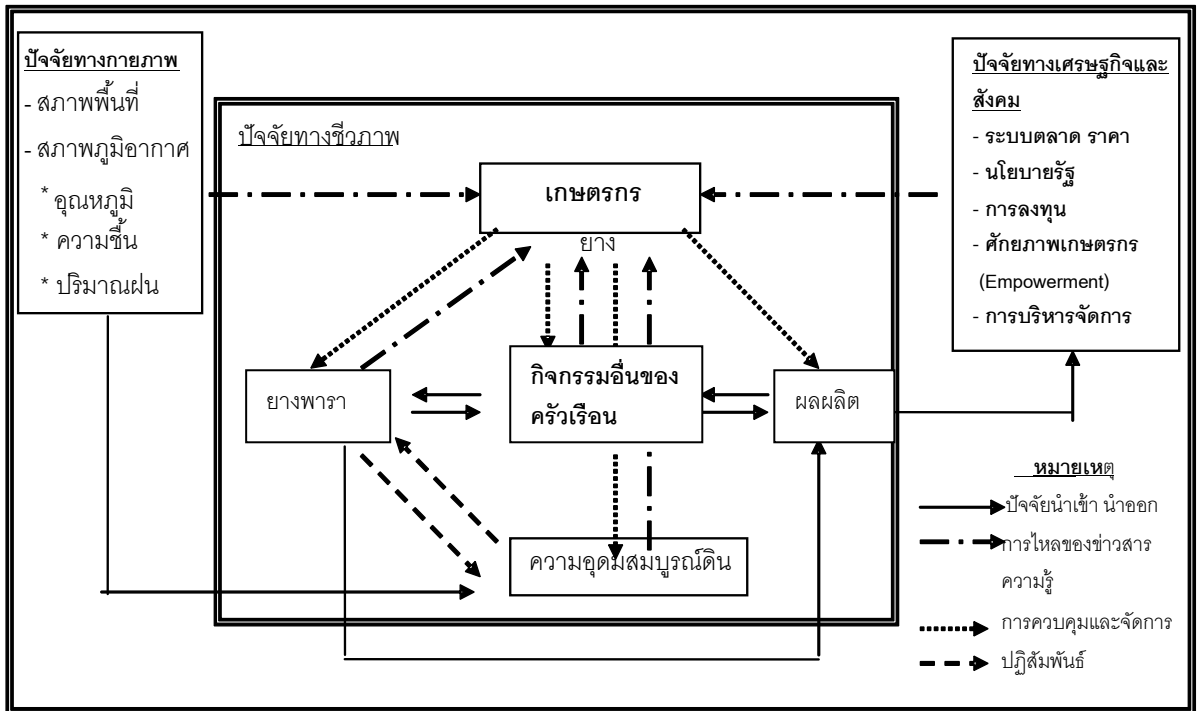 ปัจจัยทางกายภาพ
- สภาพพื้นที่
- สภาพภูมิอากาศ
* อุณหภูมิ
* ความชื้น
* ปริมาณฝน
ปัจจัยทางชีวภาพ
เกษตรกร
ยาง
ยางพารา
กิจกรรมอื่นของ
ครัวเรือน
ผลผลิต
ความอุดมสมบูรณ์ดิน
ปัจจัยทางเศรษฐกิจและ
สังคม
- ระบบตลาด ราคา
- นโยบายรัฐ
- การลงทุน
- ศักยภาพเกษตรกร
(Empowerment)
- การบริหารจัดการ
หมายเหตุ
ปัจจัยนำเข้า นำออก
การไหลของข่าวสาร
ความรู้
การควบคุมและจัดการ
ปฏิสัมพันธ์